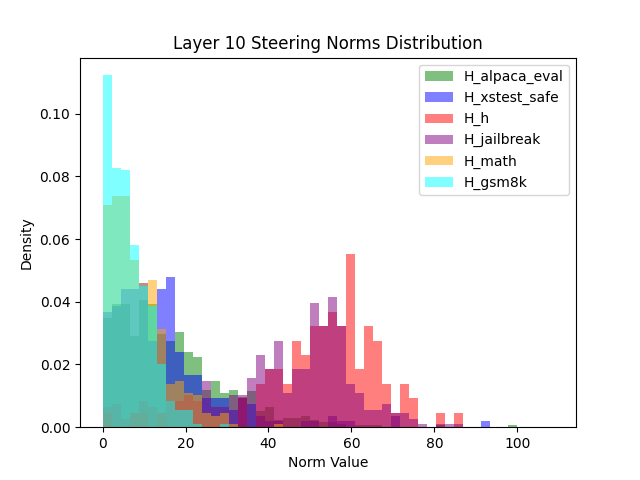 Layer 10 Steering Norms Distribution
H_alpaca_eval
H_xstest_safe
H_h
H_jailbreak
H_math
H_gsm8k
Density
0.10
0.08
0.06
0.04
0.02
0.00
0 20 40 60 80 100
Norm Value